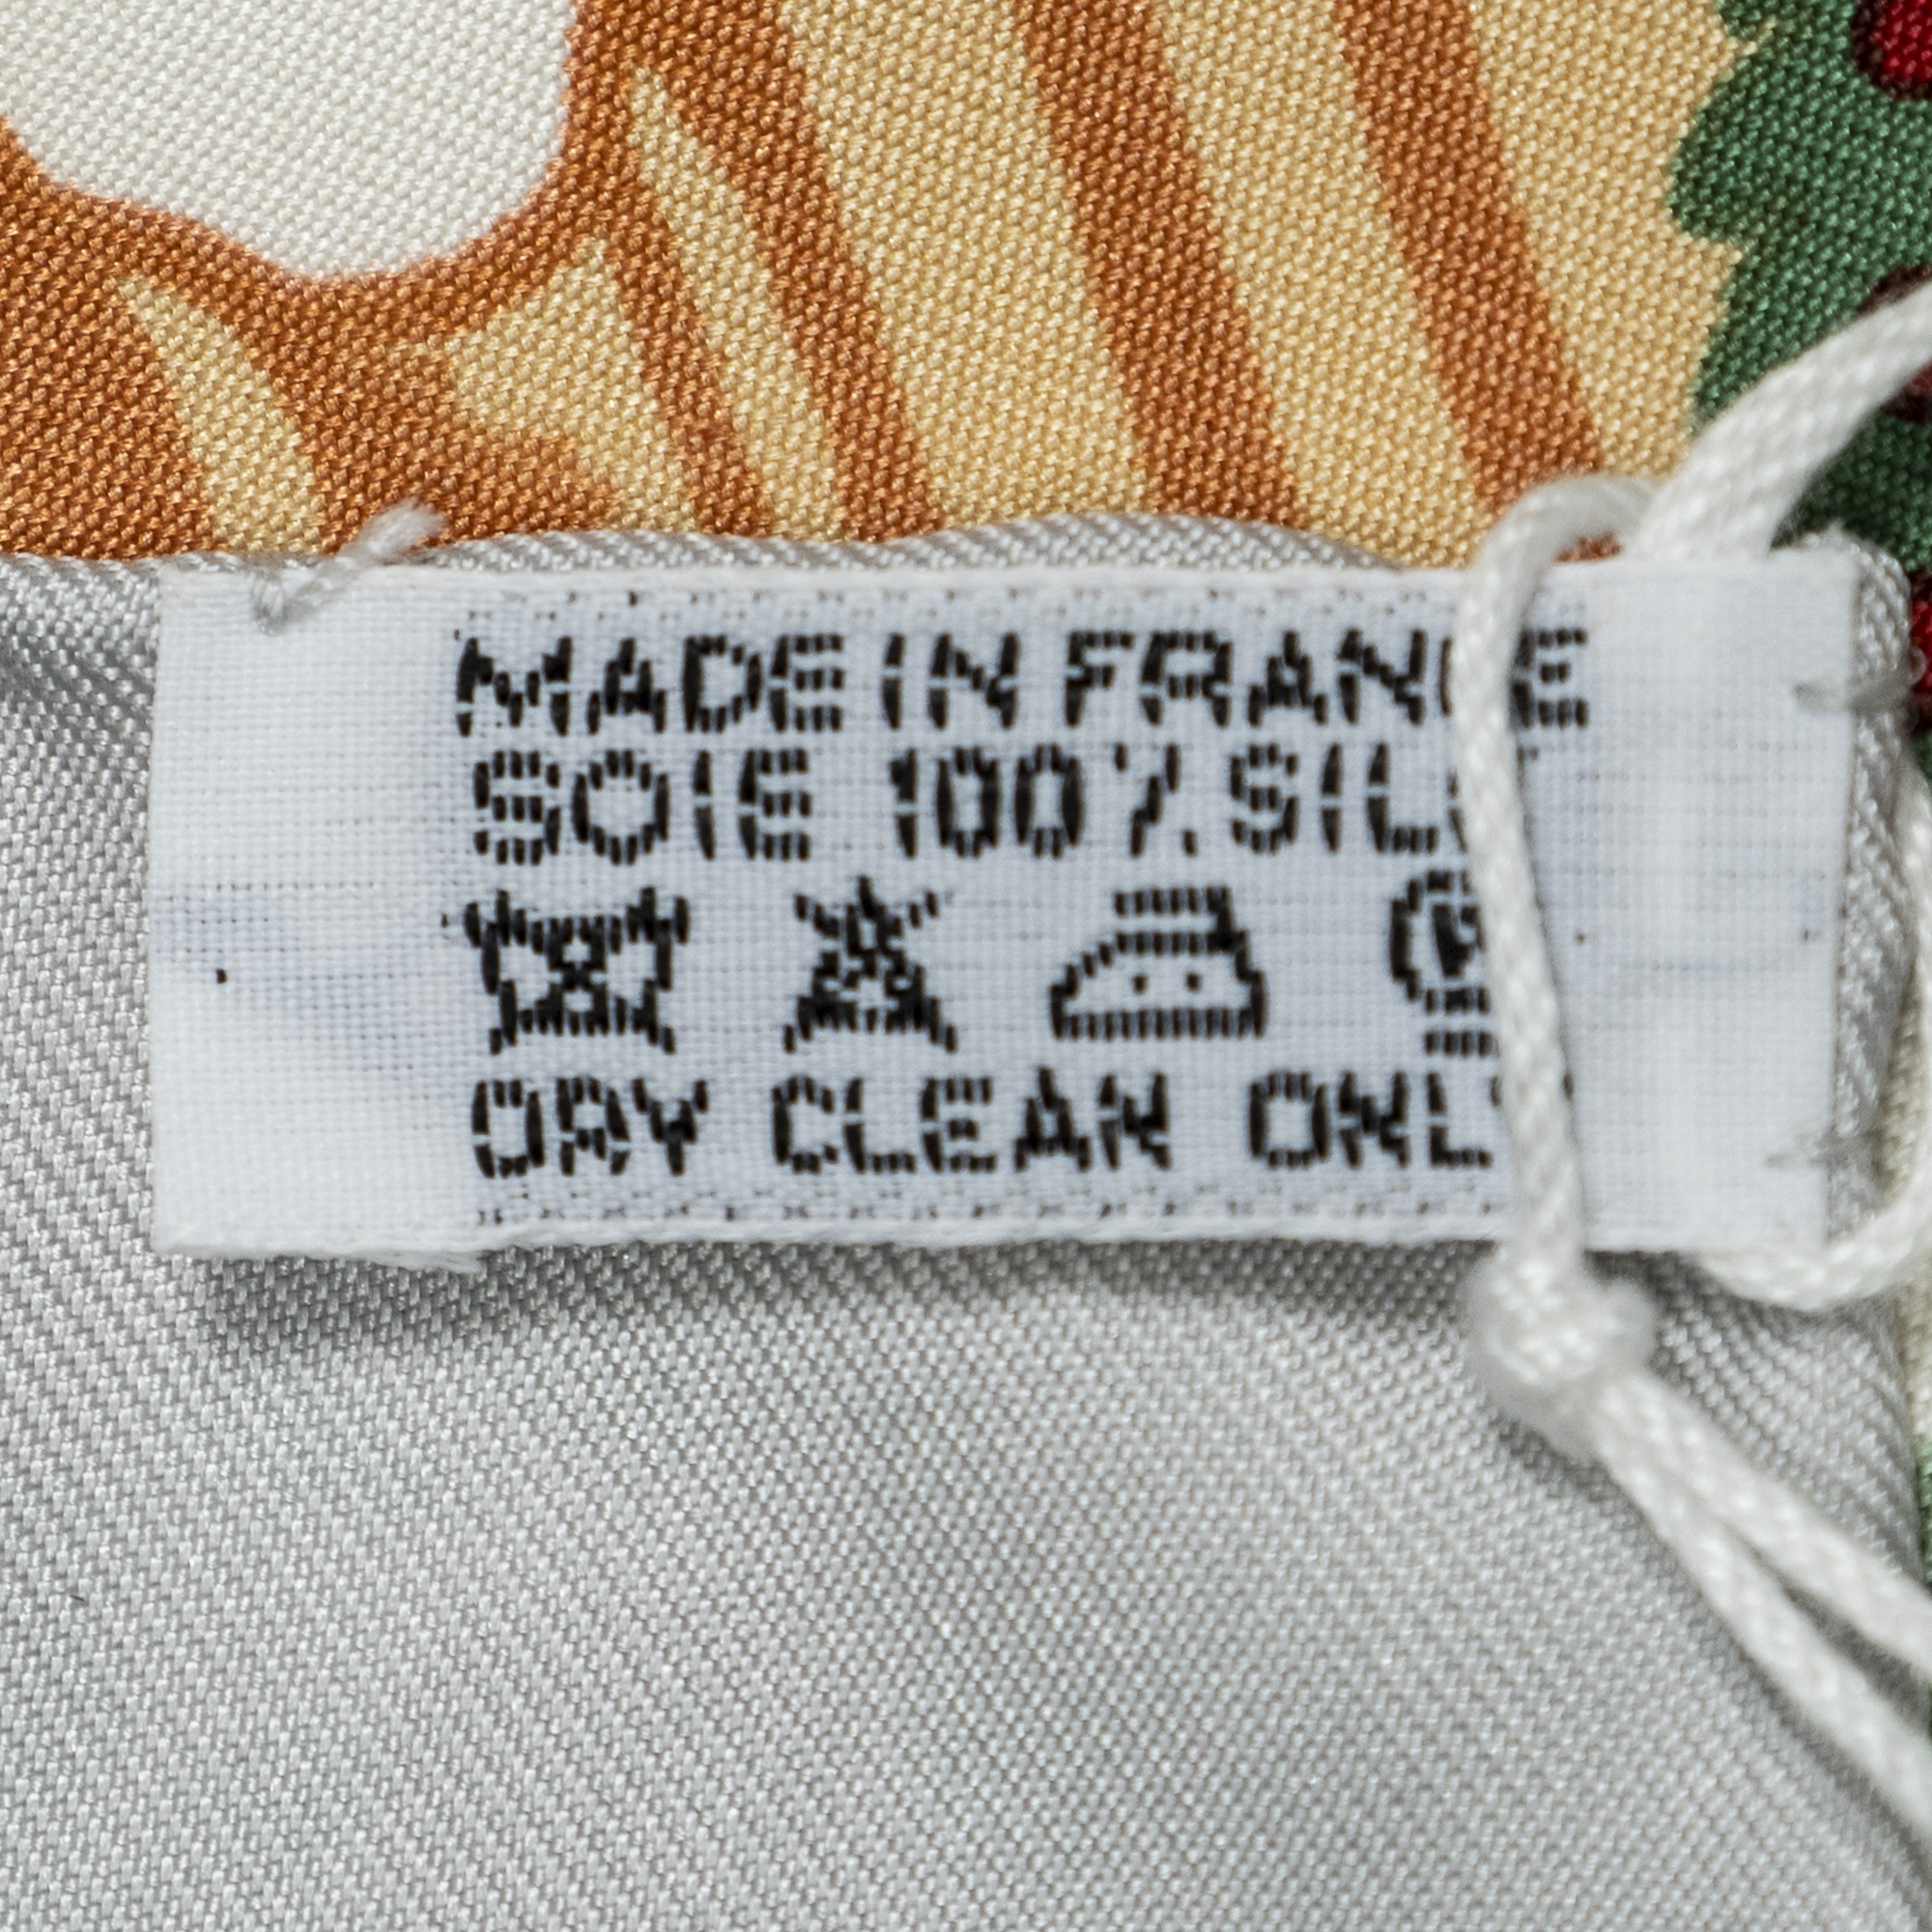 MADE IN FRANCE
SOIE 100% SILK
P
DRY CLEAN ONLY